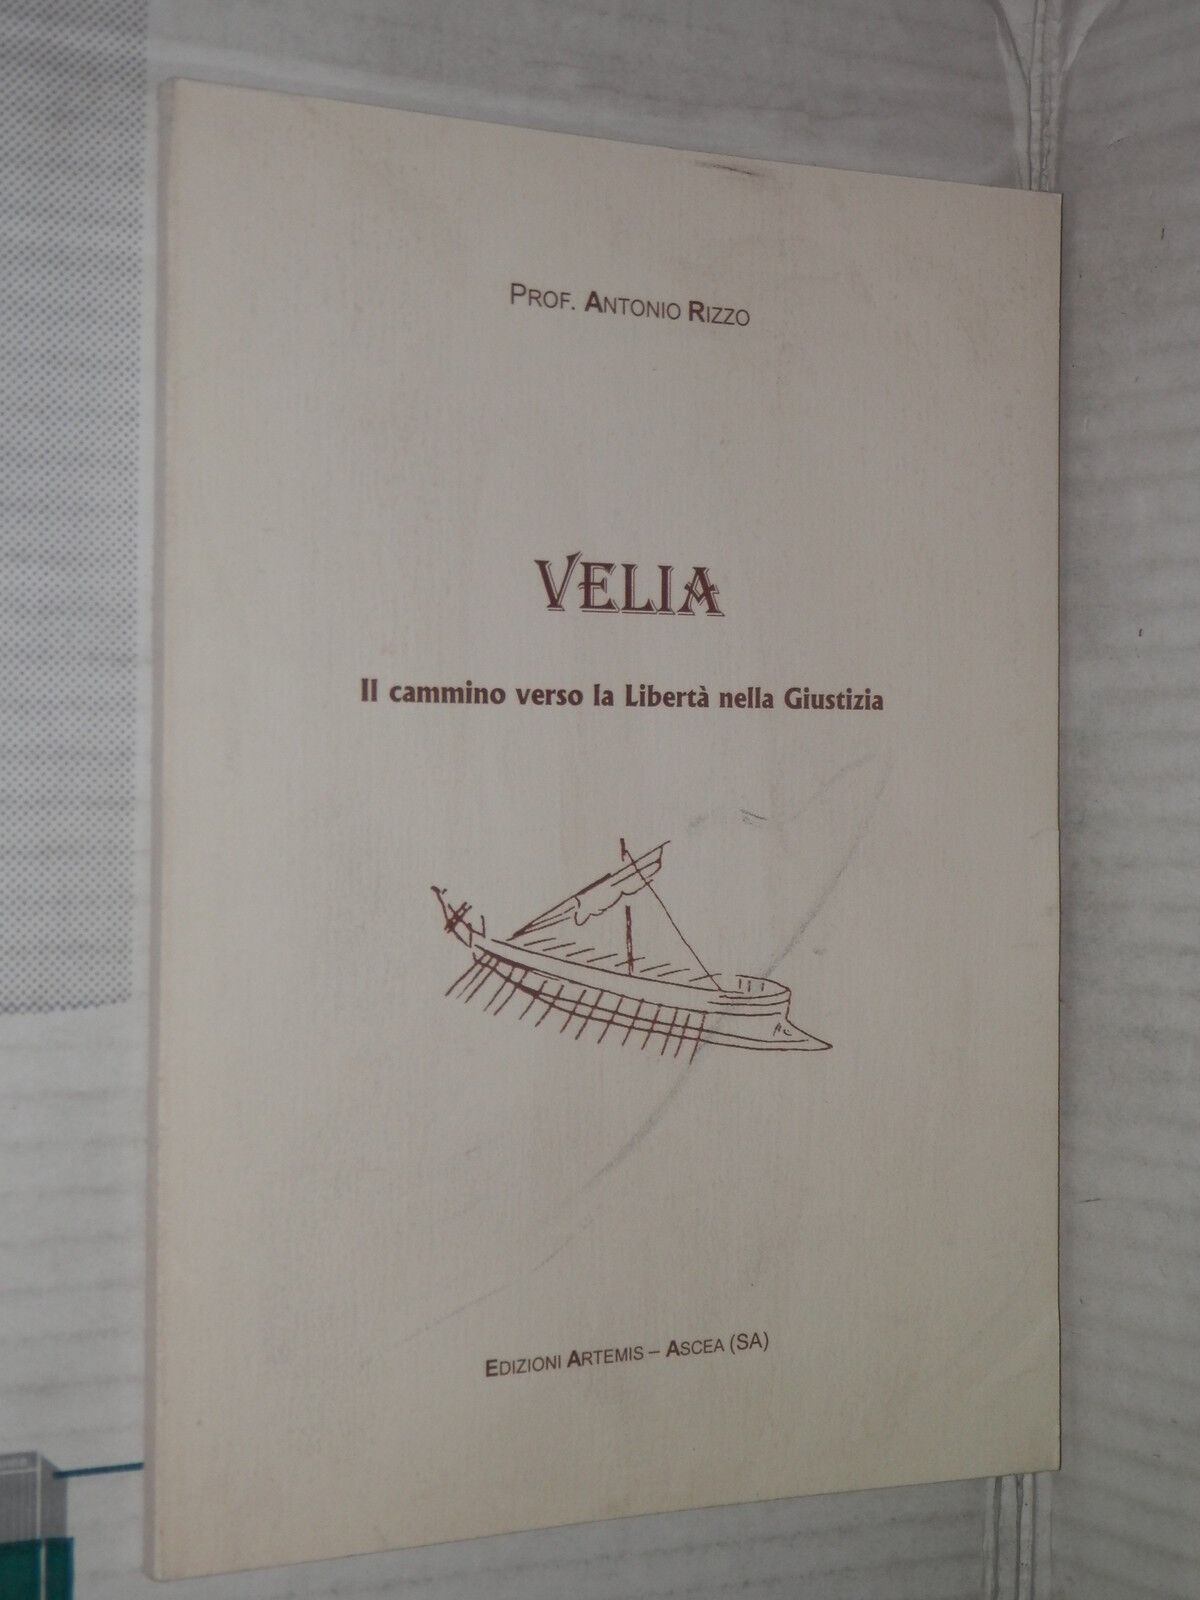 PROF. ANTONIO RIZZO
VELIA
Il cammino verso la Libertà nella Giustizia
EDIZIONI ARTEMIS – ASCEA (SA)